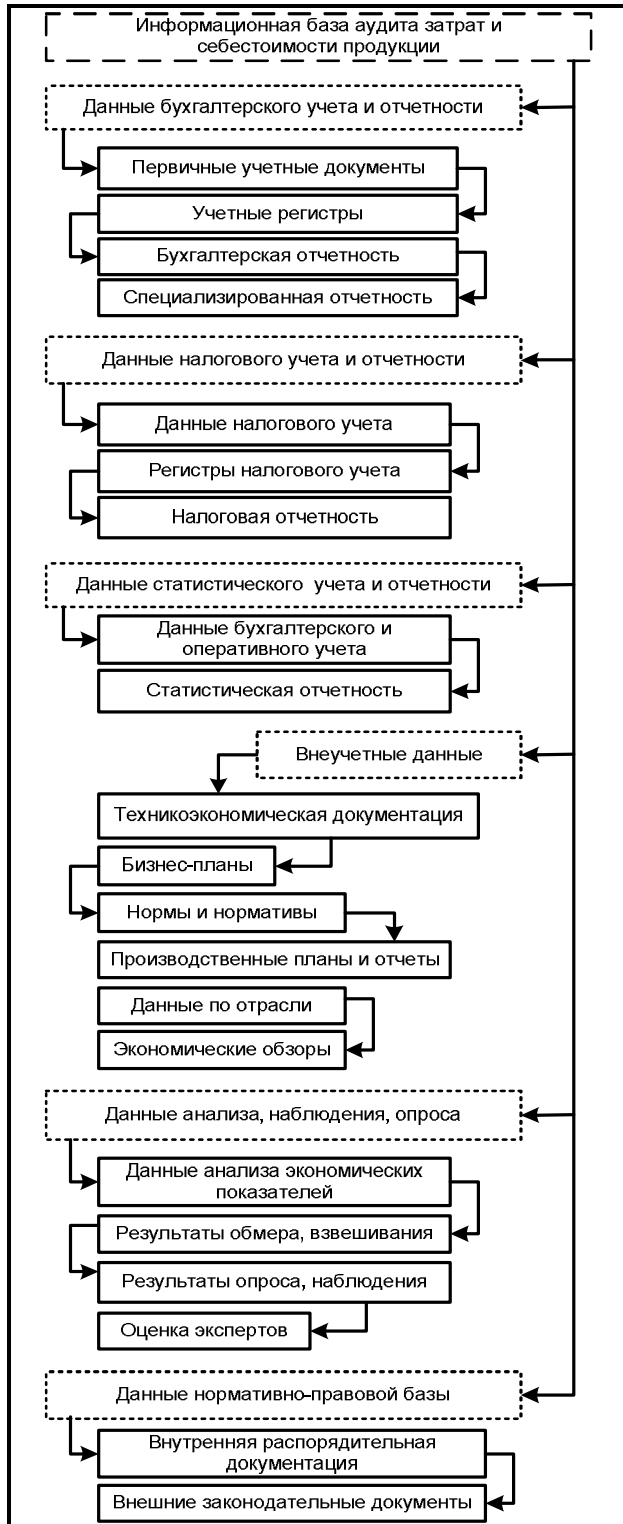 Информационная база аудита затрат и
себестоимости продукции
Данные бухгалтерского учета и отчетности
Первичные учетные документы
Учетные регистры
Бухгалтерская отчетность
Специализированная отчетность
Данные налогового учета и отчетности
Данные налогового учета
Регистры налогового учета
Налоговая отчетность
Данные статистического учета и отчетности
Данные бухгалтерского и
оперативного учета
Статистическая отчетность
Внеучетные данные
Техникоэкономическая документация
Бизнес-планы
Нормы и нормативы
Производственные планы и отчеты
Данные по отрасли
Экономические обзоры
Данные анализа, наблюдения, опроса
Данные анализа экономических
показателей
Результаты обмера, взвешивания
Результаты опроса, наблюдения
Оценка экспертов
Данные нормативно-правовой базы
Внутренняя распорядительная
документация
Внешние законодательные документы